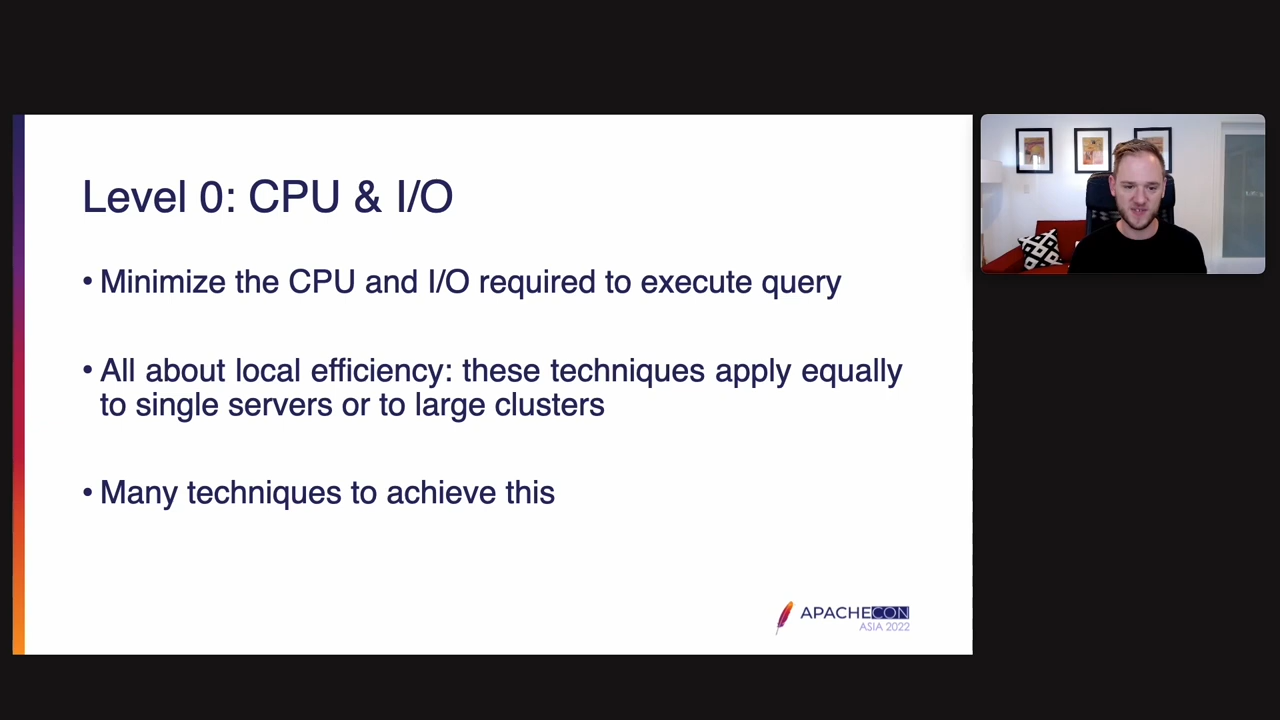 Level 0: CPU & I/O
• Minimize the CPU and I/O required to execute query
• All about local efficiency: these techniques apply equally
to single servers or to large clusters
• Many techniques to achieve this
APACHECON
ASIA 2022